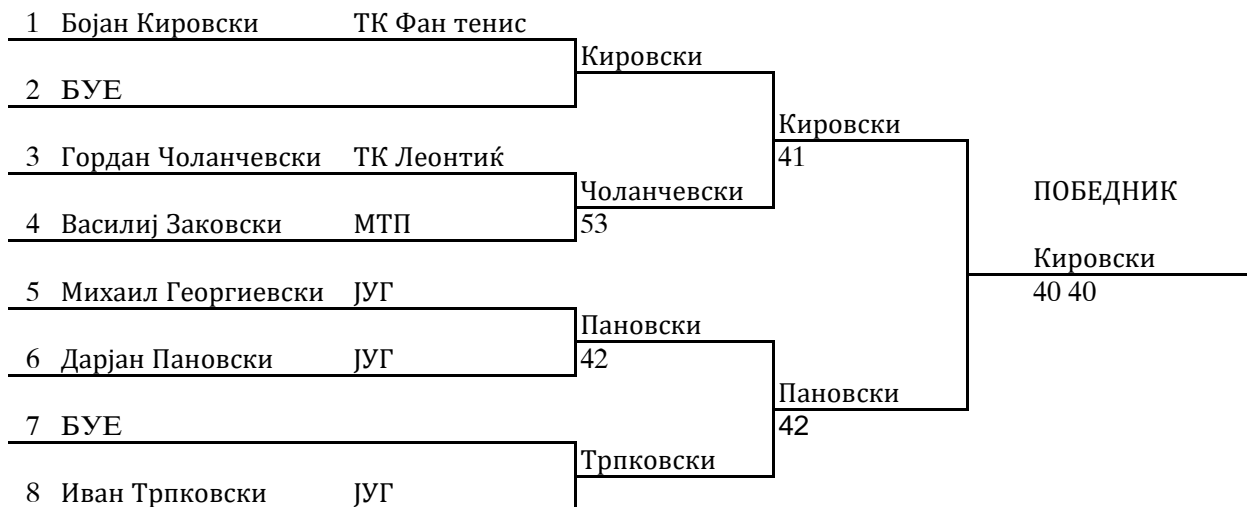 1 Бојан Кировски ТК Фан тенис
Кировски
2 БУЕ
Кировски
3 Гордан Чоланчевски ТК Леонтиќ
41
Чоланчевски
ПОБЕДНИК
4 Василиј Заковски МТП
53
Кировски
5 Михаил Георгиевски ЈУГ
40 40
Пановски
6 Дарјан Пановски ЈУГ
42
Пановски
7 БУЕ
42
Трпковски
8 Иван Трпковски ЈУГ